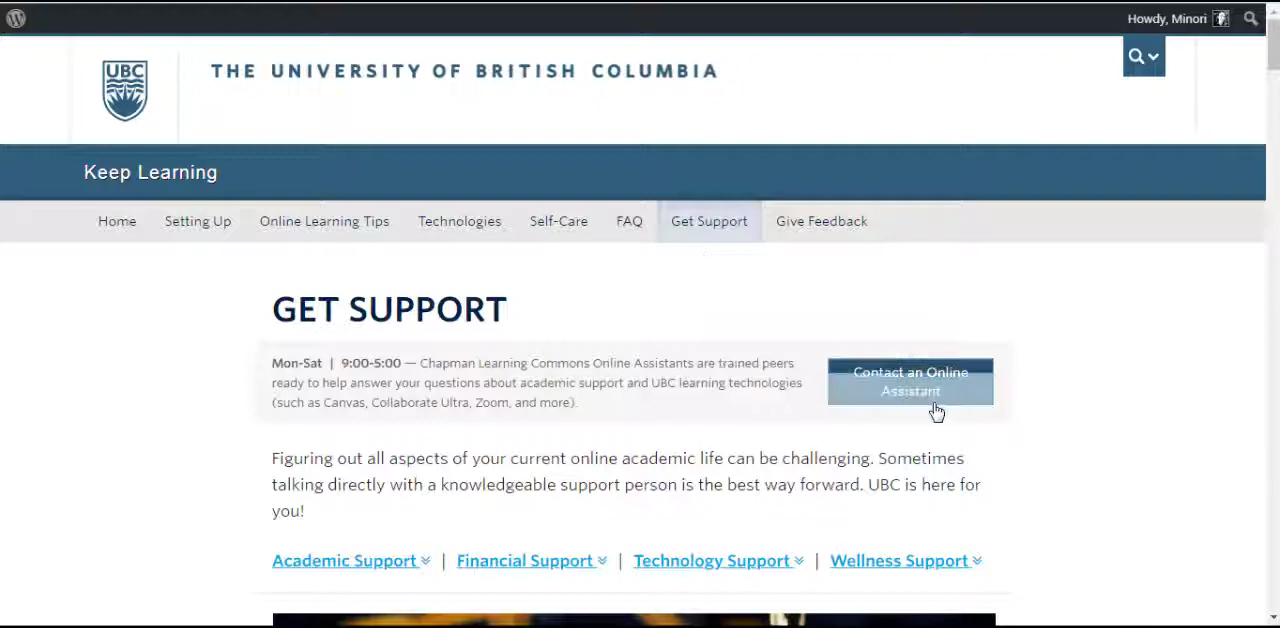 Howdy, Minori
UBC
THE UNIVERSITY OF BRITISH COLUMBIA
Keep Learning
Home Setting Up Online Learning Tips Technologies Self-Care FAQ Get Support Give Feedback
GET SUPPORT
Mon-Sat | 9:00-5:00 — Chapman Learning Commons Online Assistants are trained peers
ready to help answer your questions about academic support and UBC learning technologies
(such as Canvas, Collaborate Ultra, Zoom, and more).
Contact an Online
Assistant
Figuring out all aspects of your current online academic life can be challenging. Sometimes
talking directly with a knowledgeable support person is the best way forward. UBC is here for
you!
Academic Support | Financial Support | Technology Support | Wellness Support